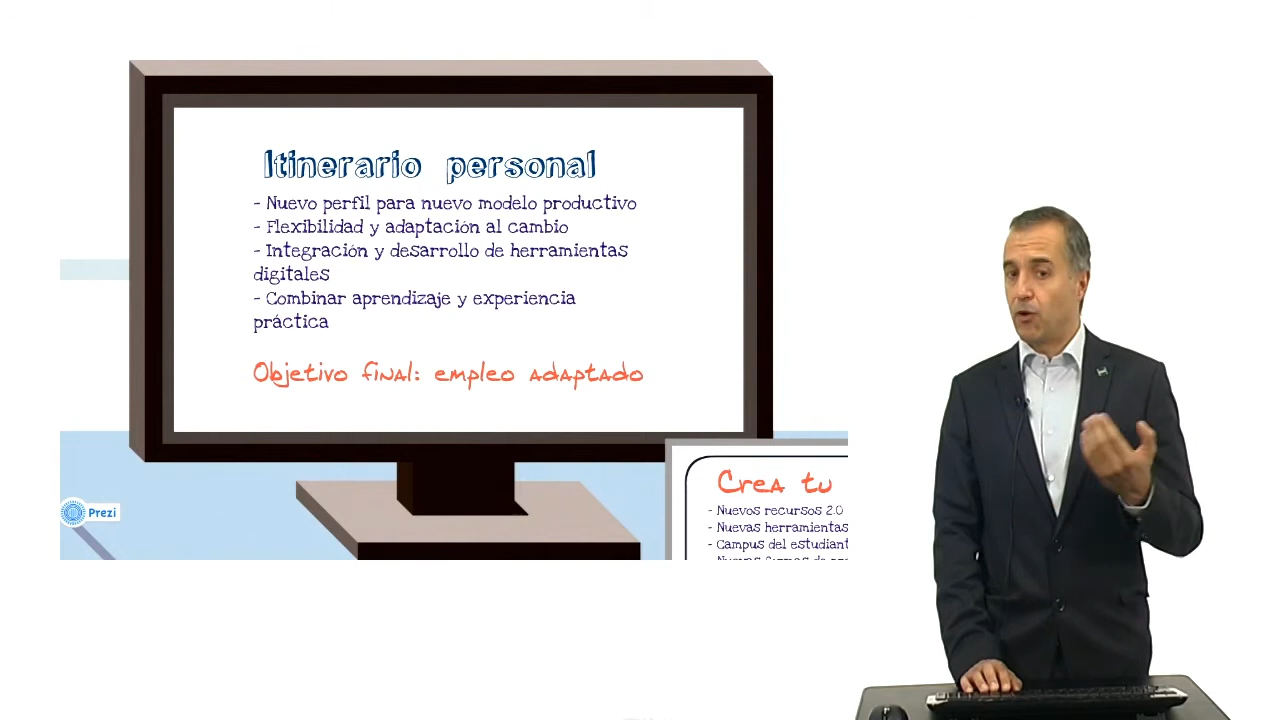 Itinerario personal
- Nuevo perfil para nuevo modelo productivo
- Flexibilidad y adaptación al cambio
- Integración y desarrollo de herramientas
digitales
- Combinar aprendizaje y experiencia
práctica
Objetivo final: empleo adaptado
Crea tu
- Nuevos recursos 2.0
- Nuevas herramientas
- Campus del estudiant
Prezi